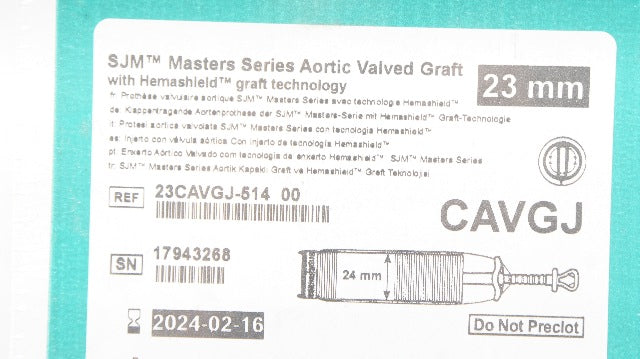 SJM™ Masters Series Aortic Valved Graft
with Hemashield™ graft technology
23 mm
fr: Prothèse valvulaire aortique SJM™ Masters Series avec technologie Hemashield™
de: Klappentragende Aortenprothese der SJM™ Masters-Serie mit Hemashield™ Graft-Technologie
it: Protesi aortica valvolata SJM™ Masters Series con tecnologia Hemashield™
es: Injerto con válvula aórtica Con injerto de tecnología Hemashield™
pt: Enxerto Aórtico Valvado com tecnologia de enxerto Hemashield™ SJM™ Masters Series
tr: SJM™ Masters Series Aortik Kapaklı Graft ve Hemashield™ Graft Teknolojisi
REF 23CAVGJ-514 00
CAVGJ
SN 17943268
24 mm
2024-02-16
Do Not Preclot